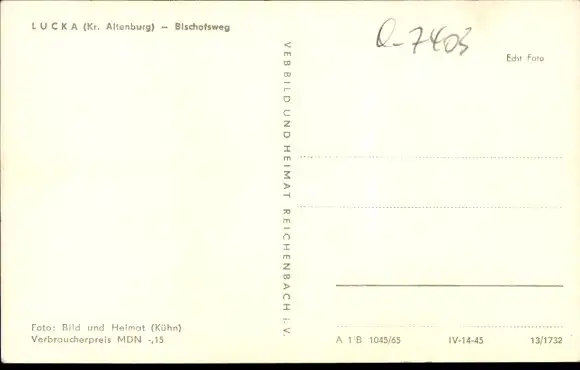 LUCKA (Kr. Altenburg) – Bischofsweg
Q-7403
Echt Foto
VEB BILD UND HEIMAT REICHENBACH i. V.
Foto: Bild und Heimat (Kühn)
Verbraucherpreis MDN -,15
A 1 B 1045/65 IV-14-45 13/1732